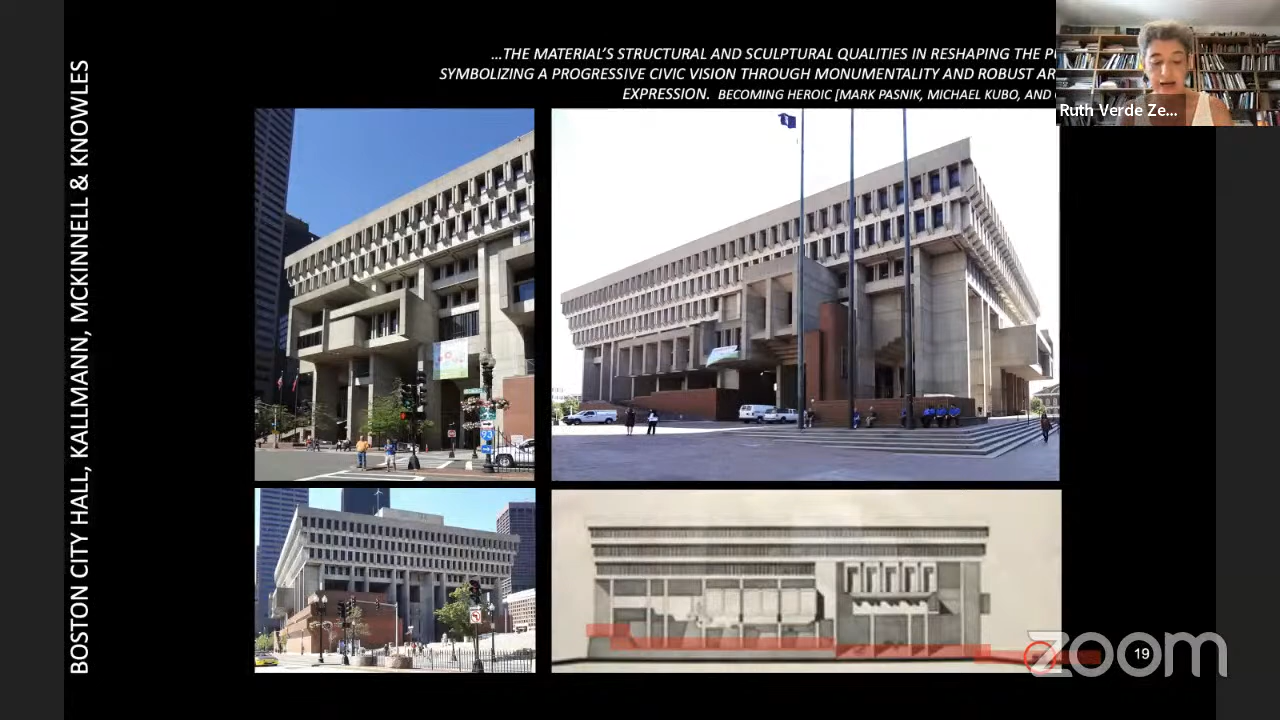 ...THE MATERIAL'S STRUCTURAL AND SCULPTURAL QUALITIES IN RESHAPING THE
SYMBOLIZING A PROGRESSIVE CIVIC VISION THROUGH MONUMENTALITY AND ROBUST
EXPRESSION. BECOMING HEROIC [MARK PASNIK, MICHAEL KUBO, AND
Ruth Verde Ze...
BOSTON CITY HALL, KALLMANN, MCKINNELL & KNOWLES
zoom
19